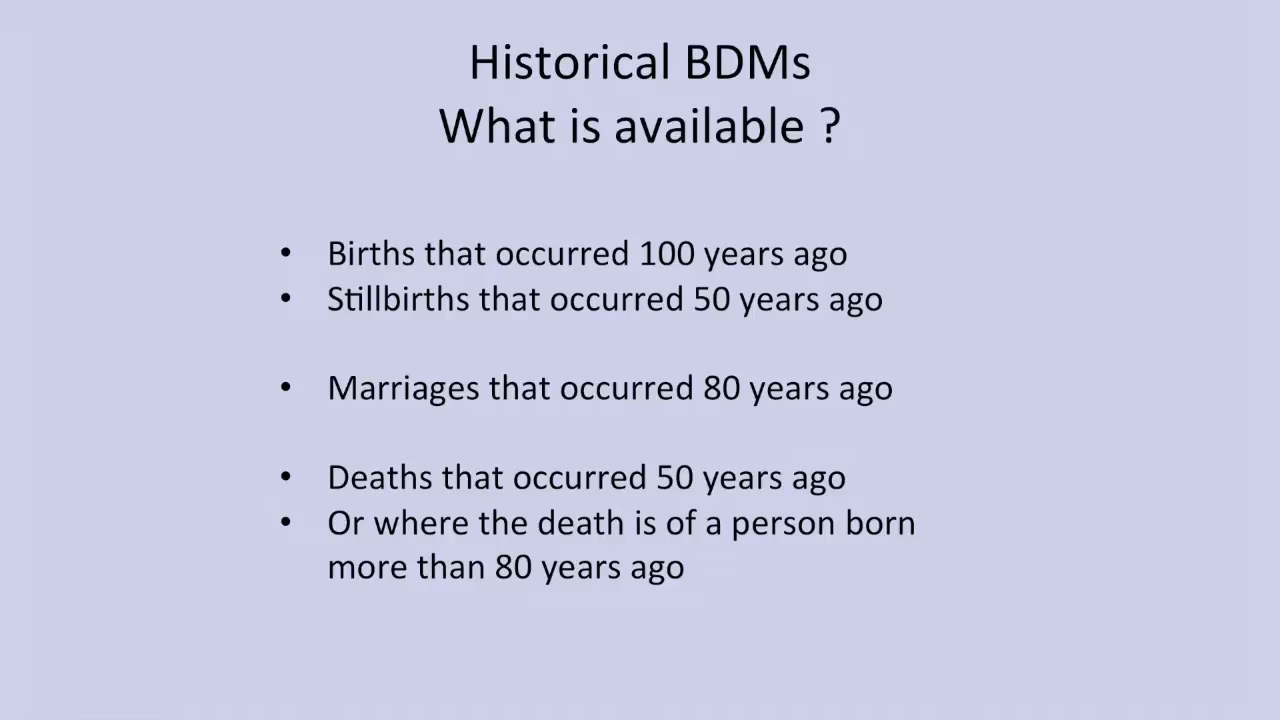 Historical BDMs
What is available ?
• Births that occurred 100 years ago
• Stillbirths that occurred 50 years ago
• Marriages that occurred 80 years ago
• Deaths that occurred 50 years ago
• Or where the death is of a person born
more than 80 years ago